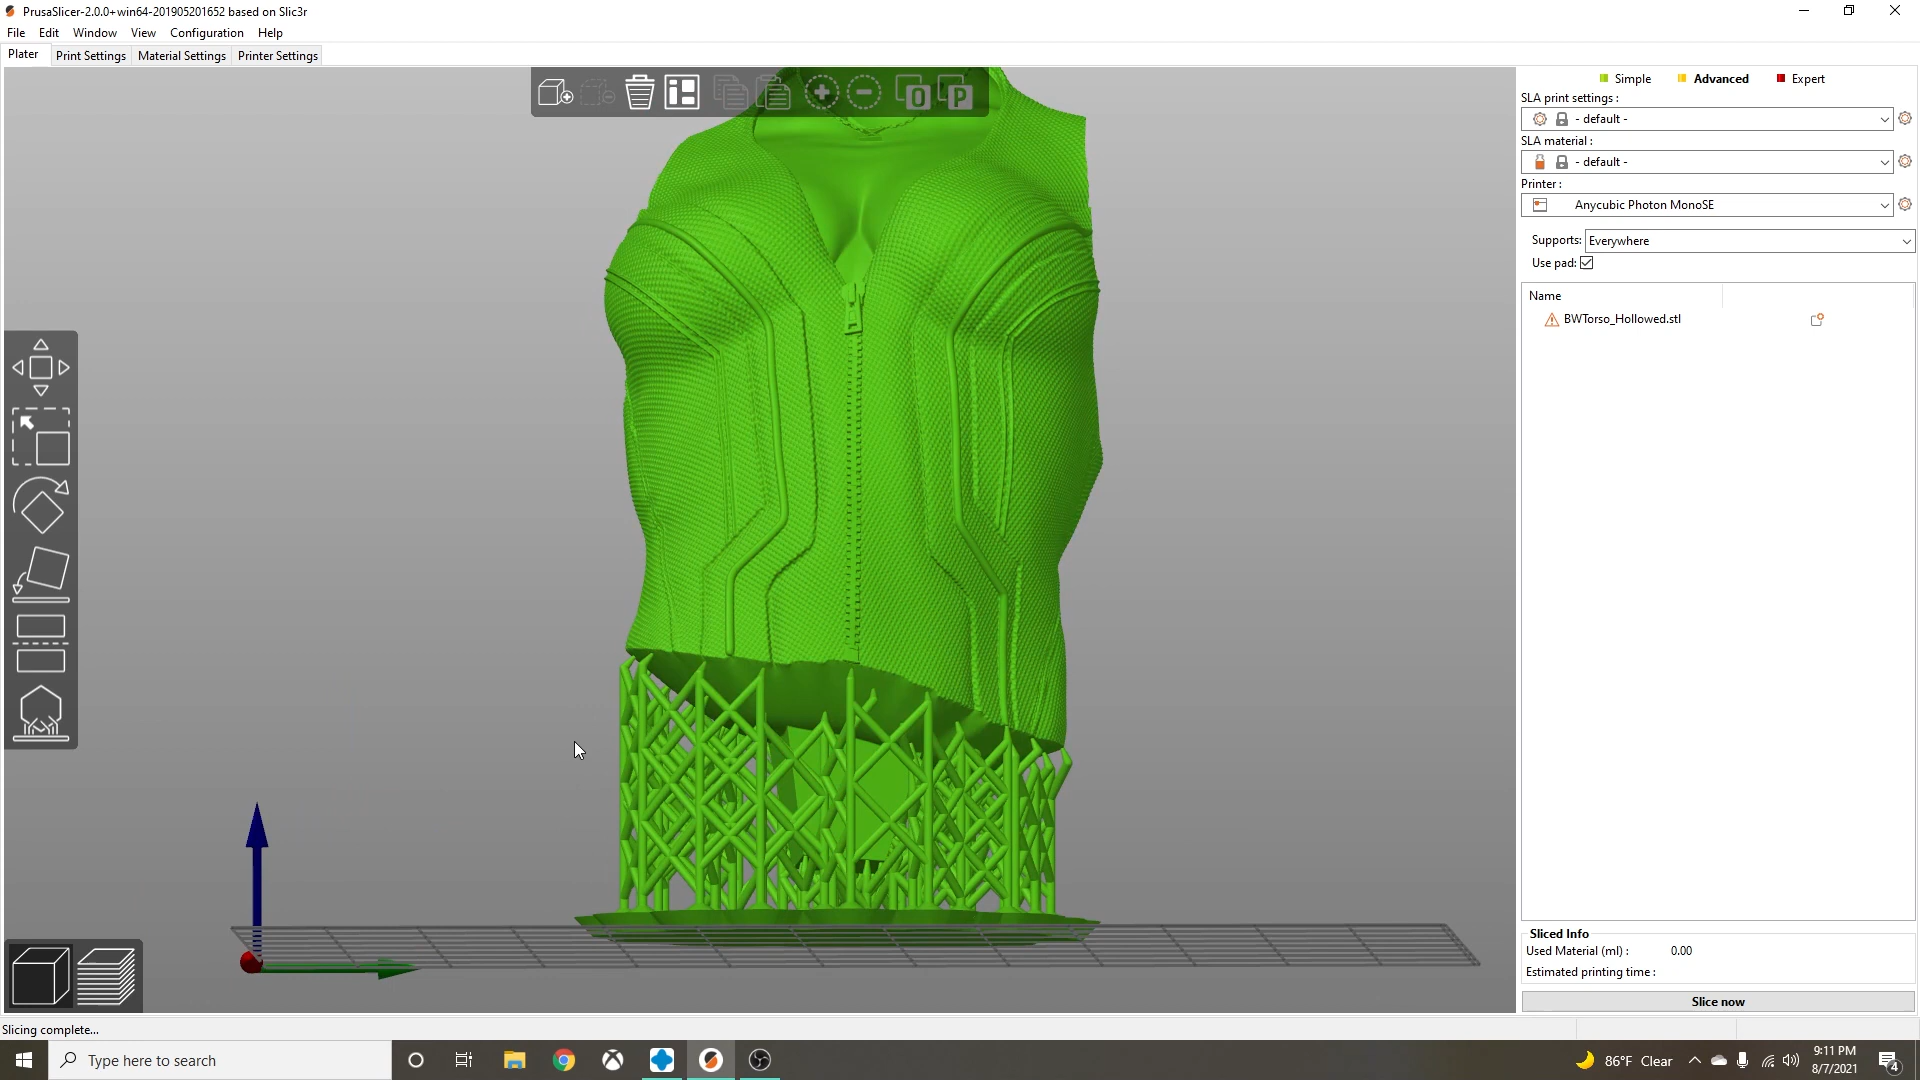 PrusaSlicer-2.0.0+win64-201905201652 based on Slic3r
File Edit Window View Configuration Help
Plater Print Settings Material Settings Printer Settings
O P
Simple Advanced Expert
SLA print settings :
- default -
SLA material :
- default -
Printer :
Anycubic Photon MonoSE
Supports: Everywhere
Use pad:
Name
BWTorso_Hollowed.stl
Sliced Info
Used Material (ml) : 0.00
Estimated printing time :
Slice now
Slicing complete...
Type here to search
86°F Clear
9:11 PM
8/7/2021
4